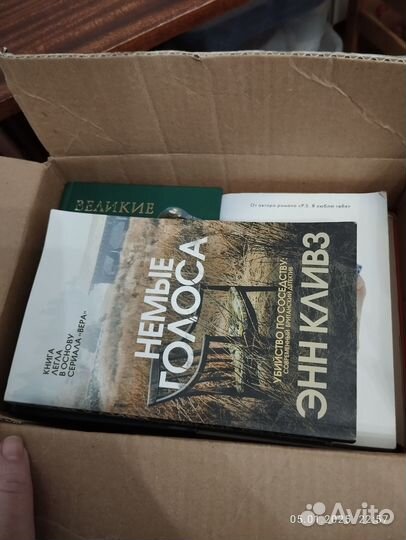 ВЕЛИКИЕ
От автора романа «P.S. Я люблю тебя»
КНИГА
ЛЕГЛА
В ОСНОВУ
СЕРИАЛА «ВЕРА»
НЕМЫЕ
ГОЛОСА
УБИЙСТВО ПО СОСЕДСТВУ:
СОВРЕМЕННЫЙ БРИТАНСКИЙ ДЕТЕКТИВ
ЭНН КЛИВЗ
05.01.2025 22:57
Avito